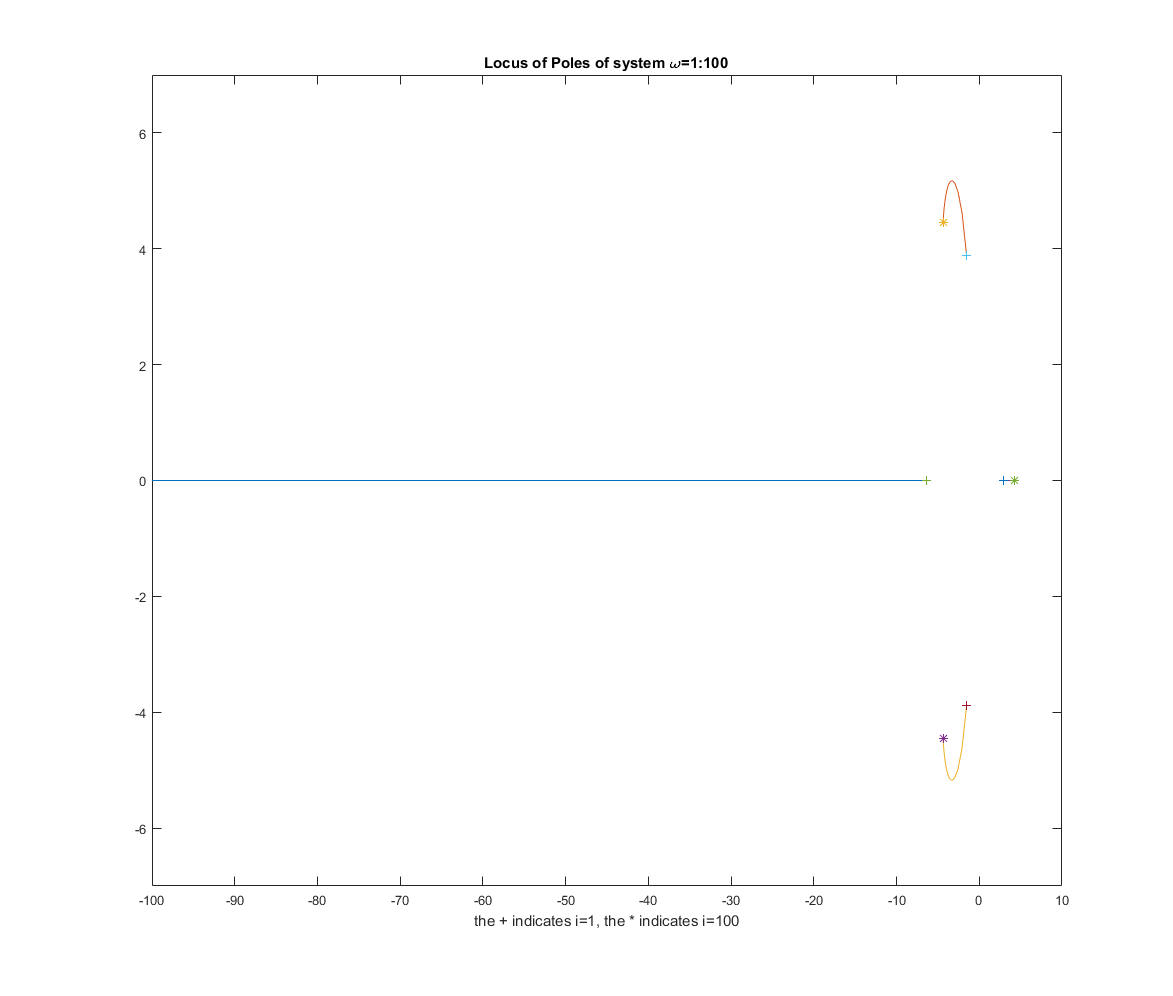 Locus of Poles of system ω=1:100
6
4
2
0
-2
-4
-6
-100 -90 -80 -70 -60 -50 -40 -30 -20 -10 0 10
the + indicates i=1, the * indicates i=100